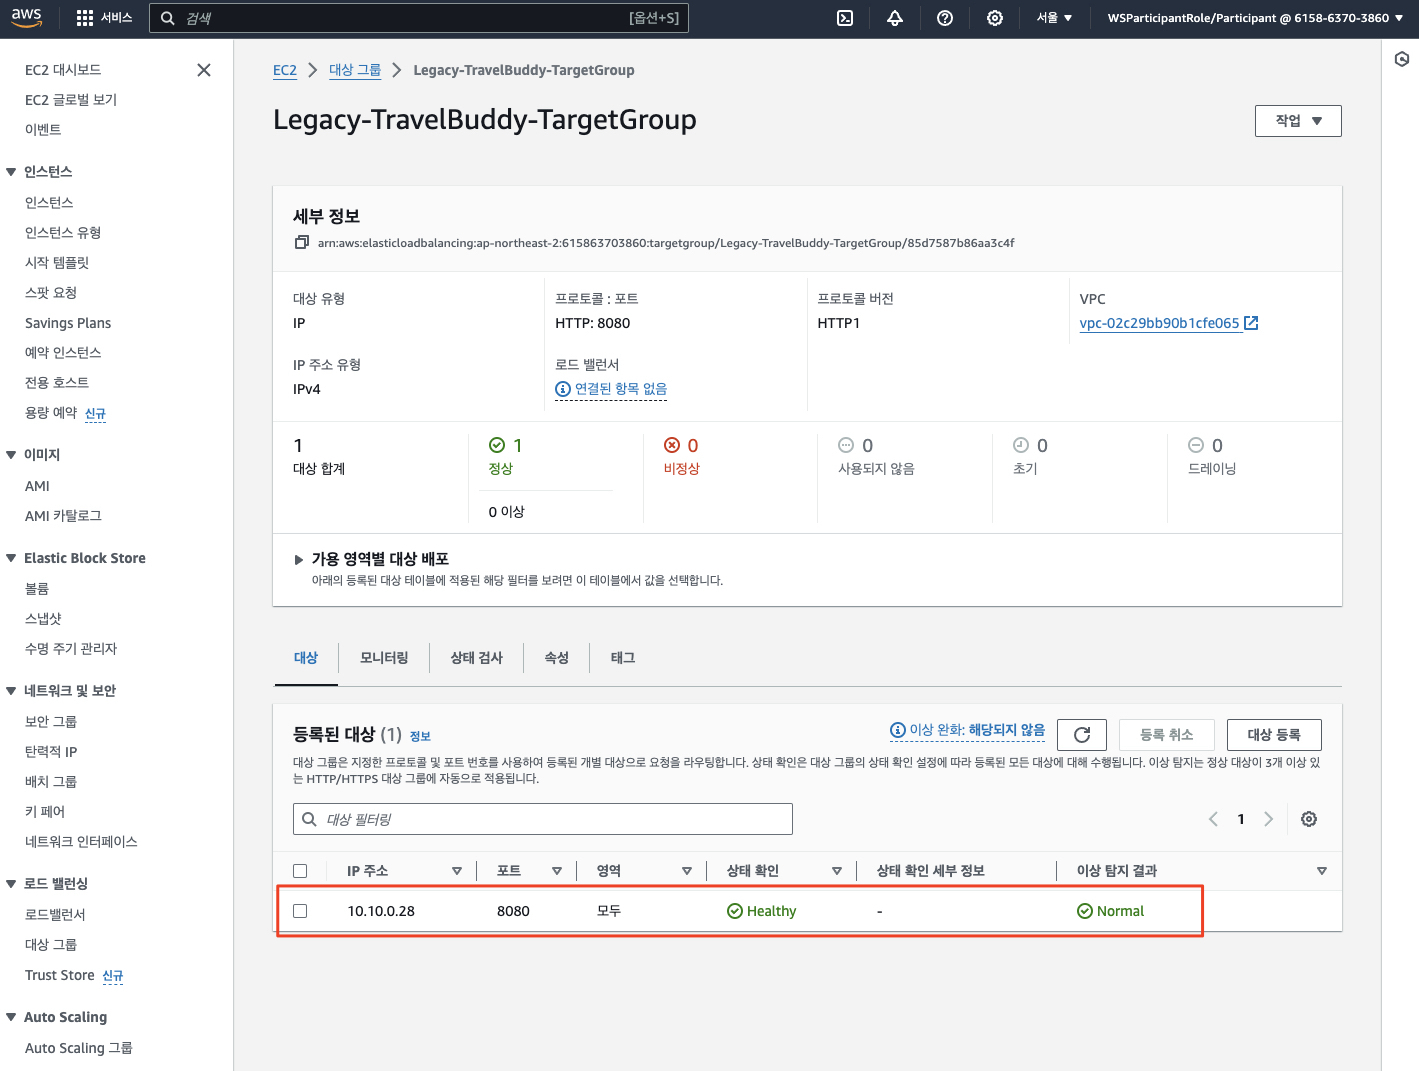 aws
서비스
검색
[옵션+S]
서울
WSParticipantRole/Participant @ 6158-6370-3860
EC2 대시보드
EC2 글로벌 보기
이벤트
인스턴스
인스턴스
인스턴스 유형
시작 템플릿
스팟 요청
Savings Plans
예약 인스턴스
전용 호스트
용량 예약 신규
이미지
AMI
AMI 카탈로그
Elastic Block Store
볼륨
스냅샷
수명 주기 관리자
네트워크 및 보안
보안 그룹
탄력적 IP
배치 그룹
키 페어
네트워크 인터페이스
로드 밸런싱
로드밸런서
대상 그룹
Trust Store 신규
Auto Scaling
Auto Scaling 그룹
EC2 > 대상 그룹 > Legacy-TravelBuddy-TargetGroup
Legacy-TravelBuddy-TargetGroup
작업
세부 정보
arn:aws:elasticloadbalancing:ap-northeast-2:615863703860:targetgroup/Legacy-TravelBuddy-TargetGroup/85d7587b86aa3c4f
대상 유형
IP
프로토콜 : 포트
HTTP: 8080
프로토콜 버전
HTTP1
VPC
vpc-02c29bb90b1cfe065
IP 주소 유형
IPv4
로드 밸런서
연결된 항목 없음
1
대상 합계
1
정상
0 이상
0
비정상
0
사용되지 않음
0
초기
0
드레이닝
가용 영역별 대상 배포
아래의 등록된 대상 테이블에 적용된 해당 필터를 보려면 이 테이블에서 값을 선택합니다.
대상
모니터링
상태 검사
속성
태그
등록된 대상 (1) 정보
이상 완화: 해당되지 않음
등록 취소
대상 등록
대상 그룹은 지정한 프로토콜 및 포트 번호를 사용하여 등록된 개별 대상으로 요청을 라우팅합니다. 상태 확인은 대상 그룹의 상태 확인 설정에 따라 등록된 모든 대상에 대해 수행됩니다. 이상 탐지는 정상 대상이 3개 이상 있
는 HTTP/HTTPS 대상 그룹에 자동으로 적용됩니다.
대상 필터링
1
IP 주소
포트
영역
상태 확인
상태 확인 세부 정보
이상 탐지 결과
10.10.0.28
8080
모두
Healthy
-
Normal